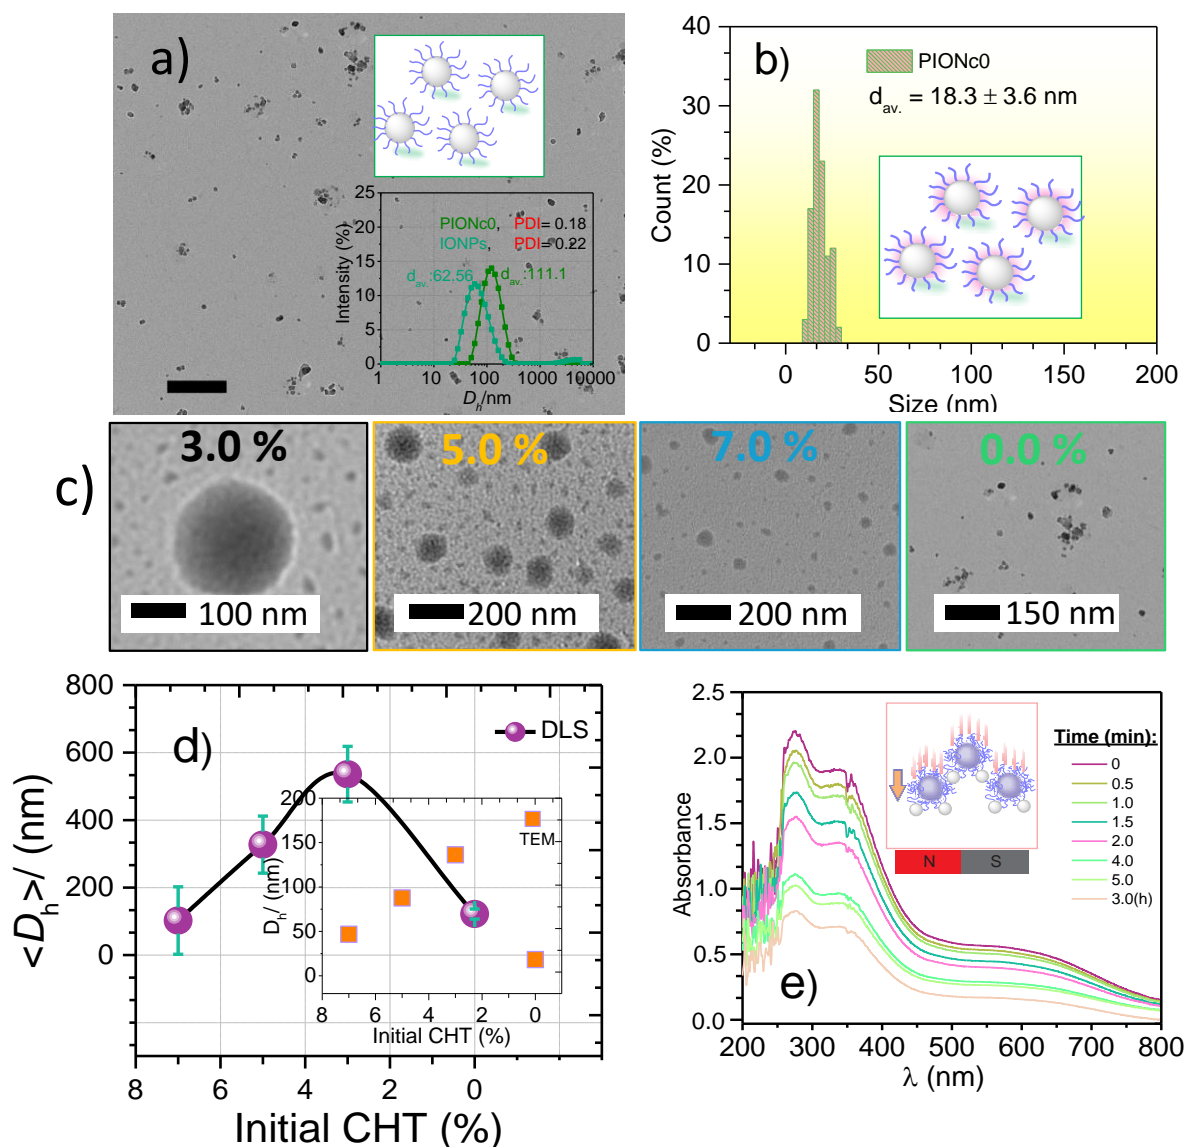 a)
25
20
15
10
5
0
Intensity (%)
PIONc0, PDI= 0.18
IONPs, PDI= 0.22
dav.:62.56 dav.:111.1
1 10 100 1000 10000
Dh/nm
b)
PIONc0
dav. = 18.3 ± 3.6 nm
40
30
20
10
0
Count (%)
0 50 100 150 200
Size (nm)
c)
3.0 %
100 nm
5.0 %
200 nm
7.0 %
200 nm
0.0 %
150 nm
d)
DLS
800
600
400
200
0
<Dh>/ (nm)
8 6 4 2 0
Initial CHT (%)
200
150
100
50
0
Dh/ (nm)
TEM
8 6 4 2 0
Initial CHT (%)
e)
2.5
2.0
1.5
1.0
0.5
0.0
Absorbance
N S
Time (min):
0
0.5
1.0
1.5
2.0
4.0
5.0
3.0(h)
200 300 400 500 600 700 800
λ (nm)